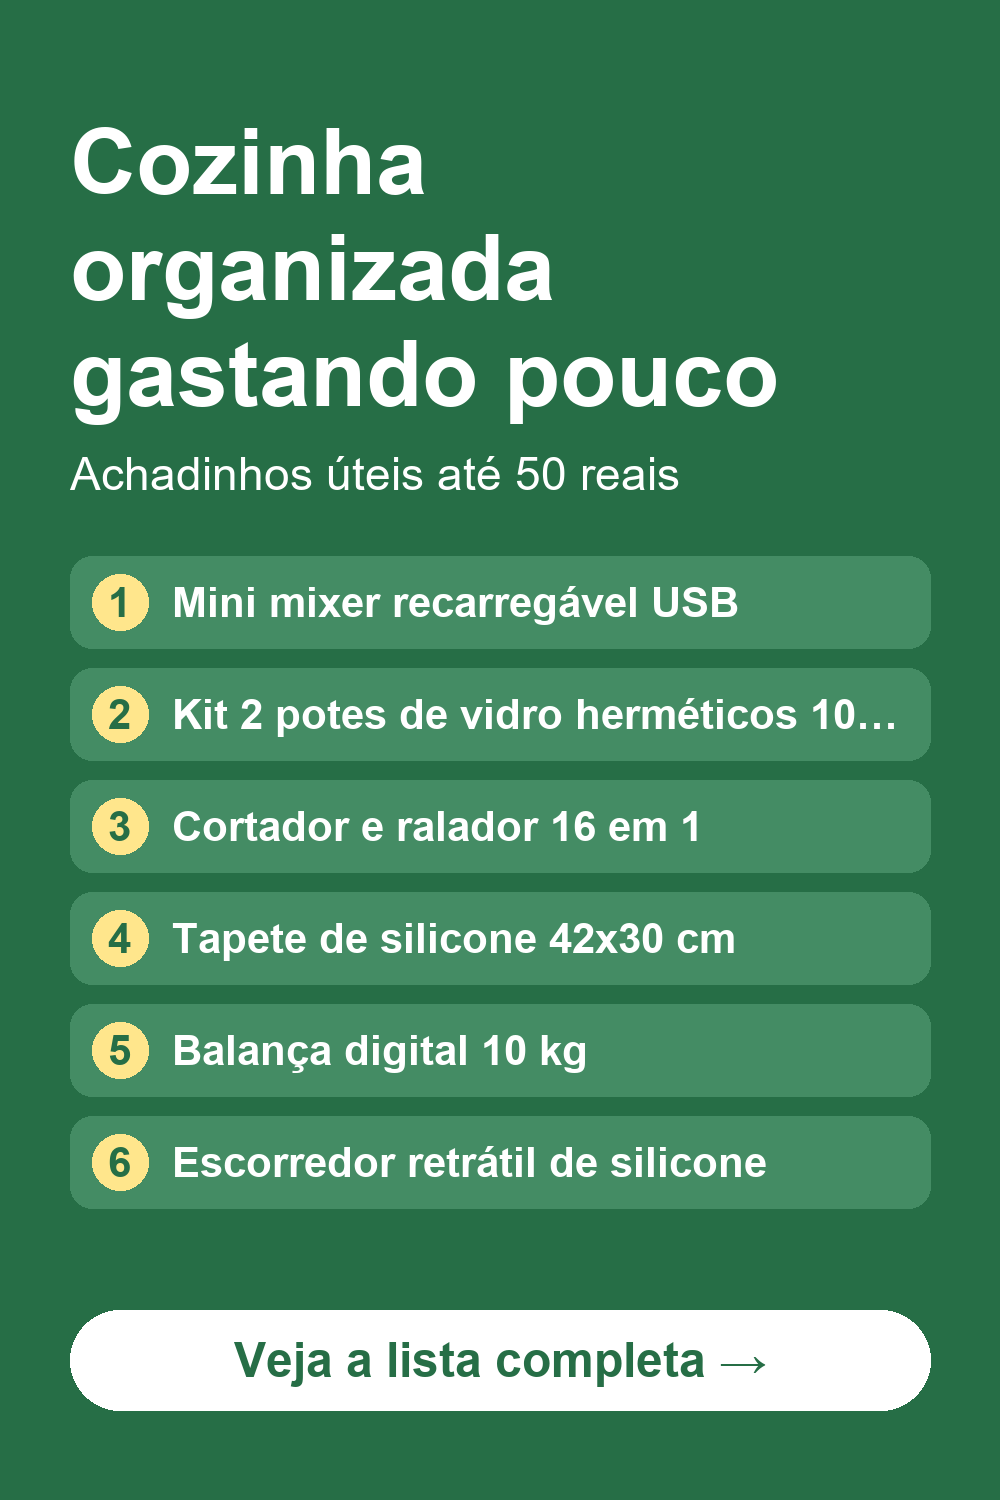 Cozinha
organizada
gastando pouco
Achadinhos úteis até 50 reais
1 Mini mixer recarregável USB
2 Kit 2 potes de vidro herméticos 10…
3 Cortador e ralador 16 em 1
4 Tapete de silicone 42x30 cm
5 Balança digital 10 kg
6 Escorredor retrátil de silicone
Veja a lista completa →